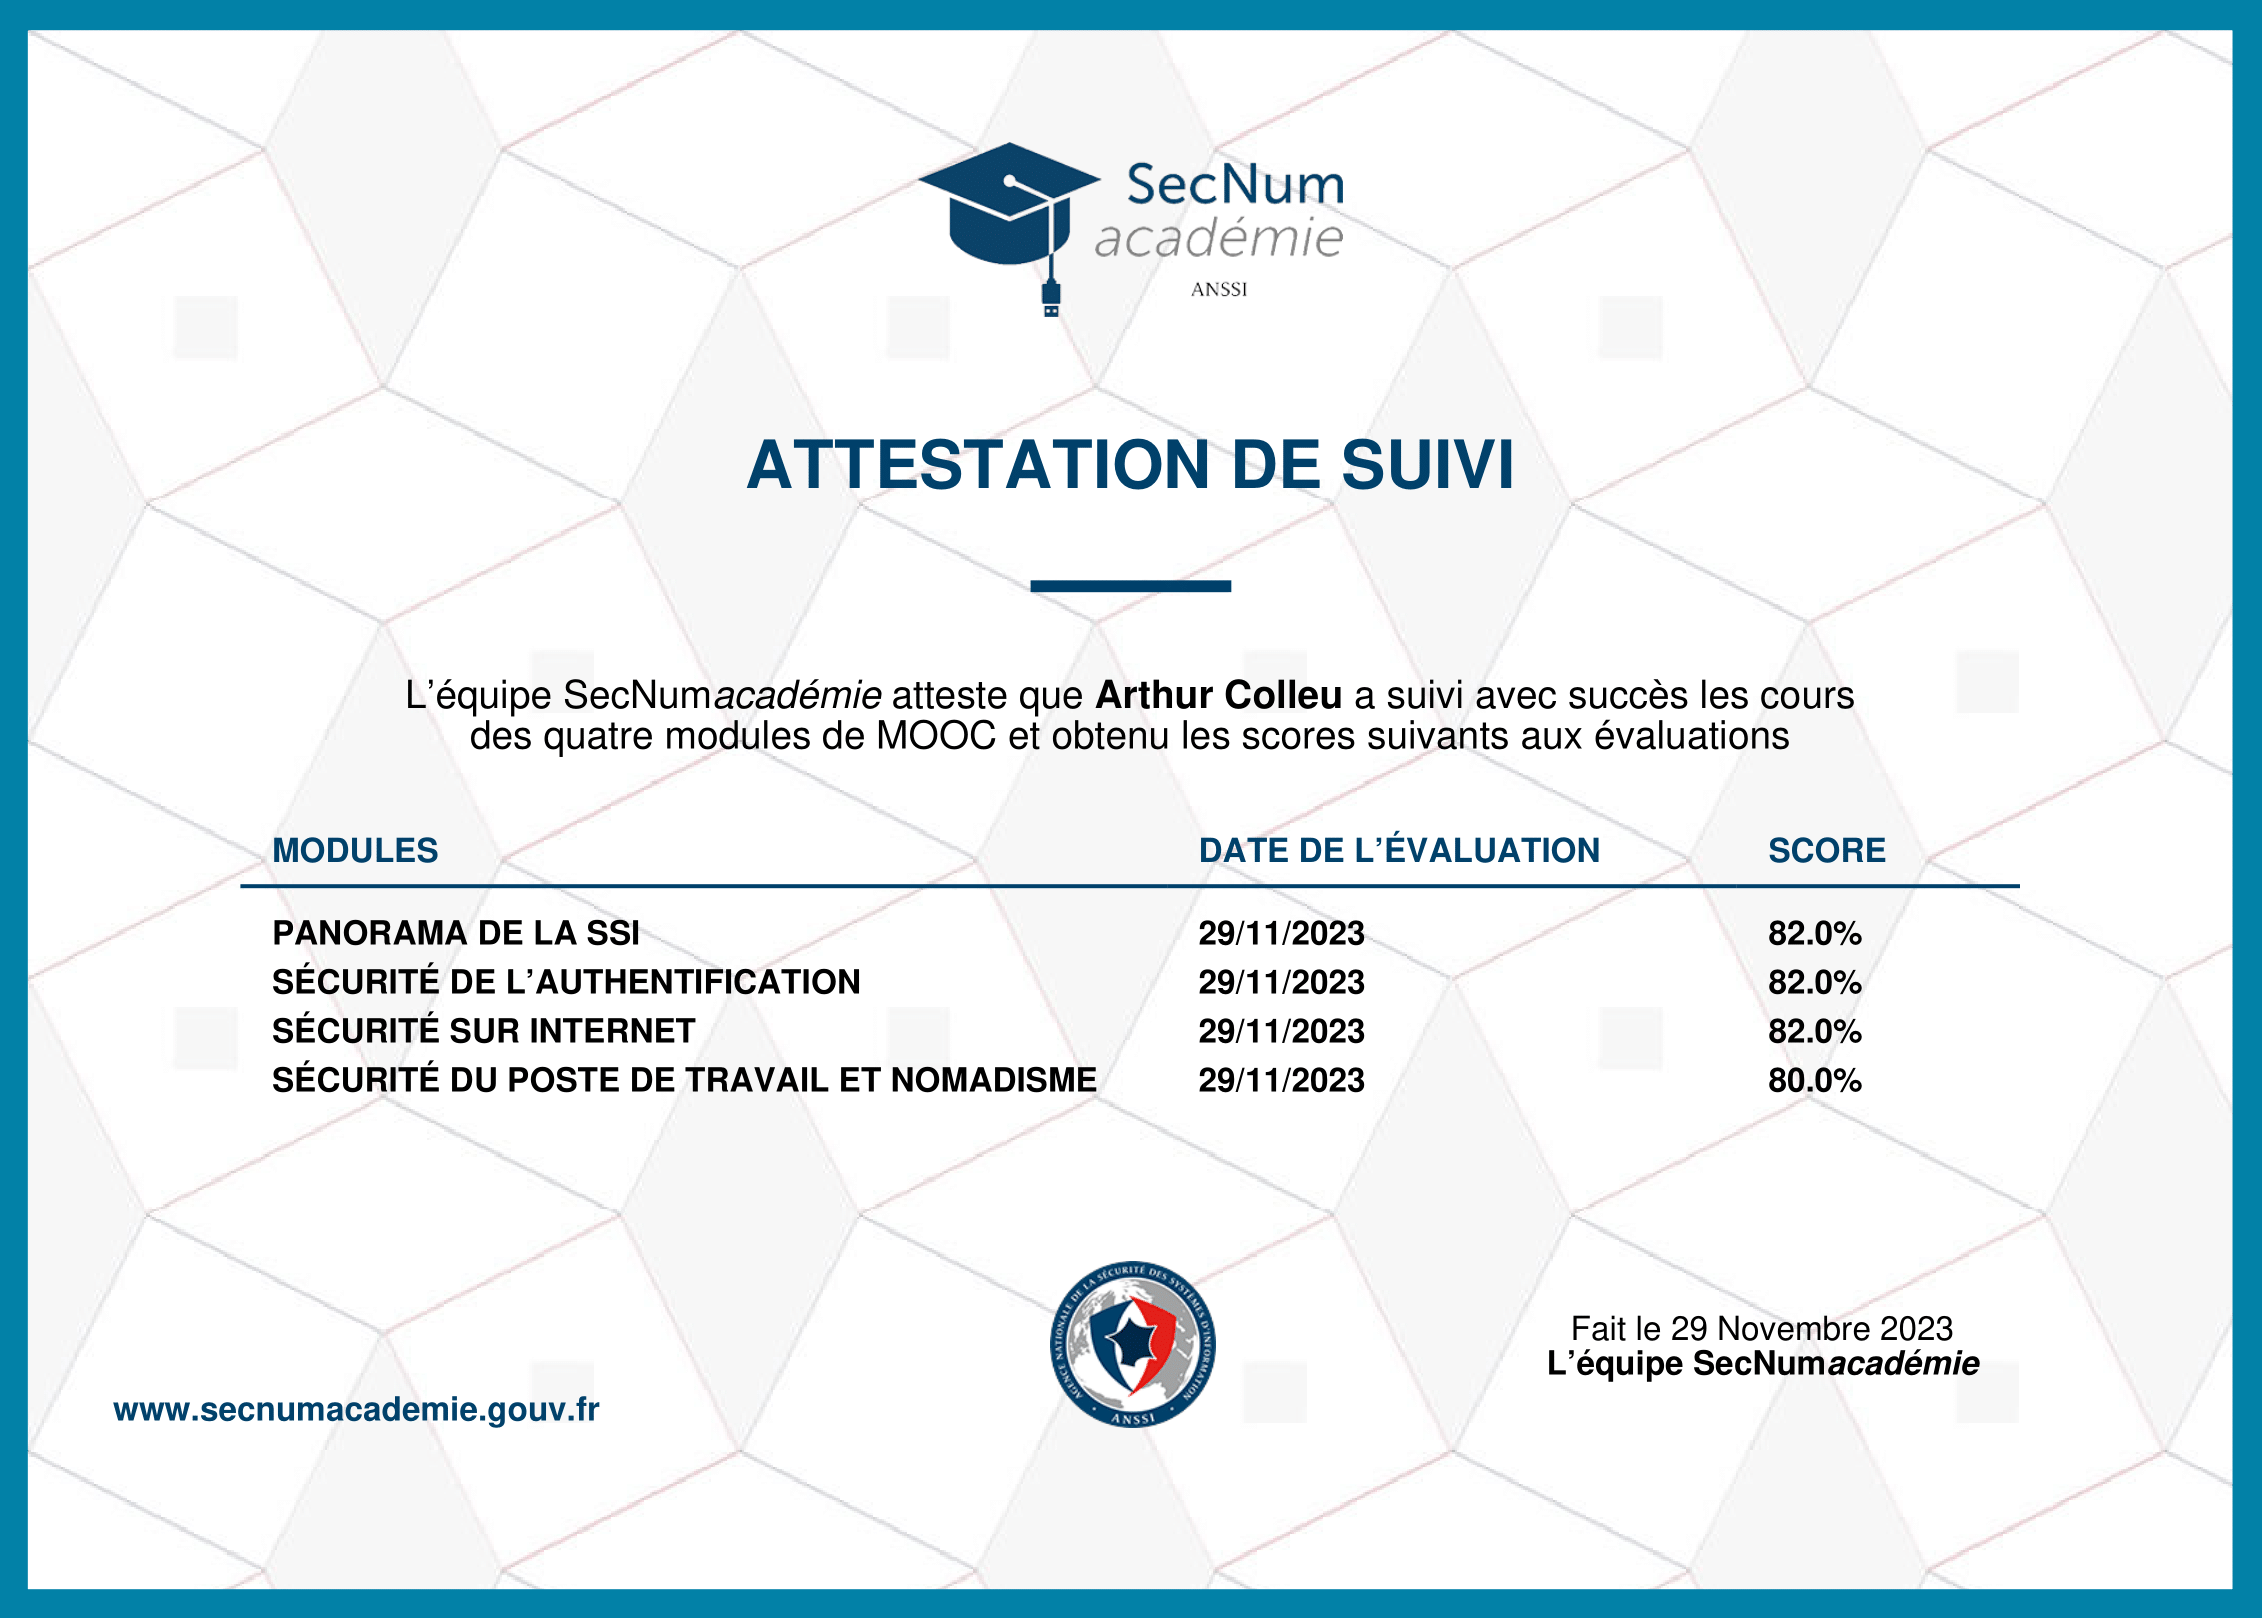 SecNum
académie
ANSSI
ATTESTATION DE SUIVI
L’équipe SecNumacadémie atteste que Arthur Colleu a suivi avec succès les cours
des quatre modules de MOOC et obtenu les scores suivants aux évaluations
MODULES DATE DE L’ÉVALUATION SCORE
PANORAMA DE LA SSI 29/11/2023 82.0%
SÉCURITÉ DE L’AUTHENTIFICATION 29/11/2023 82.0%
SÉCURITÉ SUR INTERNET 29/11/2023 82.0%
SÉCURITÉ DU POSTE DE TRAVAIL ET NOMADISME 29/11/2023 80.0%
AGENCE NATIONALE DE LA SÉCURITÉ DES SYSTÈMES D'INFORMATION
ANSSI
Fait le 29 Novembre 2023
L’équipe SecNumacadémie
www.secnumacademie.gouv.fr